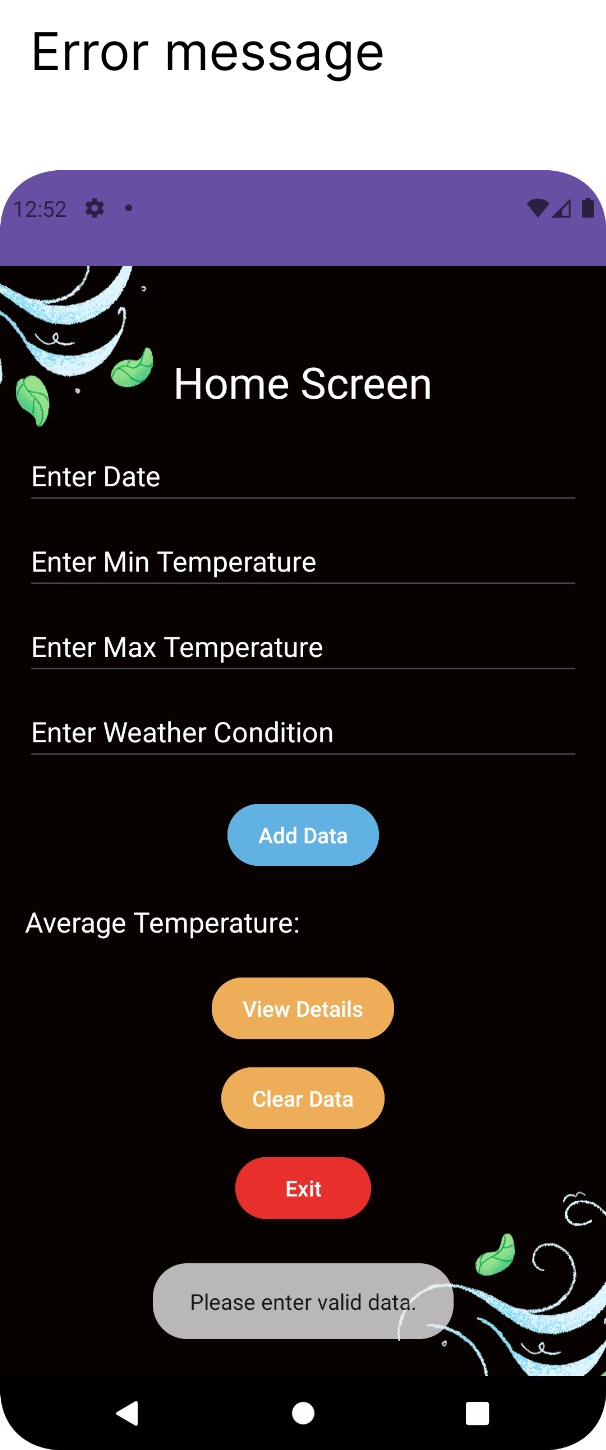 Error message
12:52
Home Screen
Enter Date
Enter Min Temperature
Enter Max Temperature
Enter Weather Condition
Add Data
Average Temperature:
View Details
Clear Data
Exit
Please enter valid data.